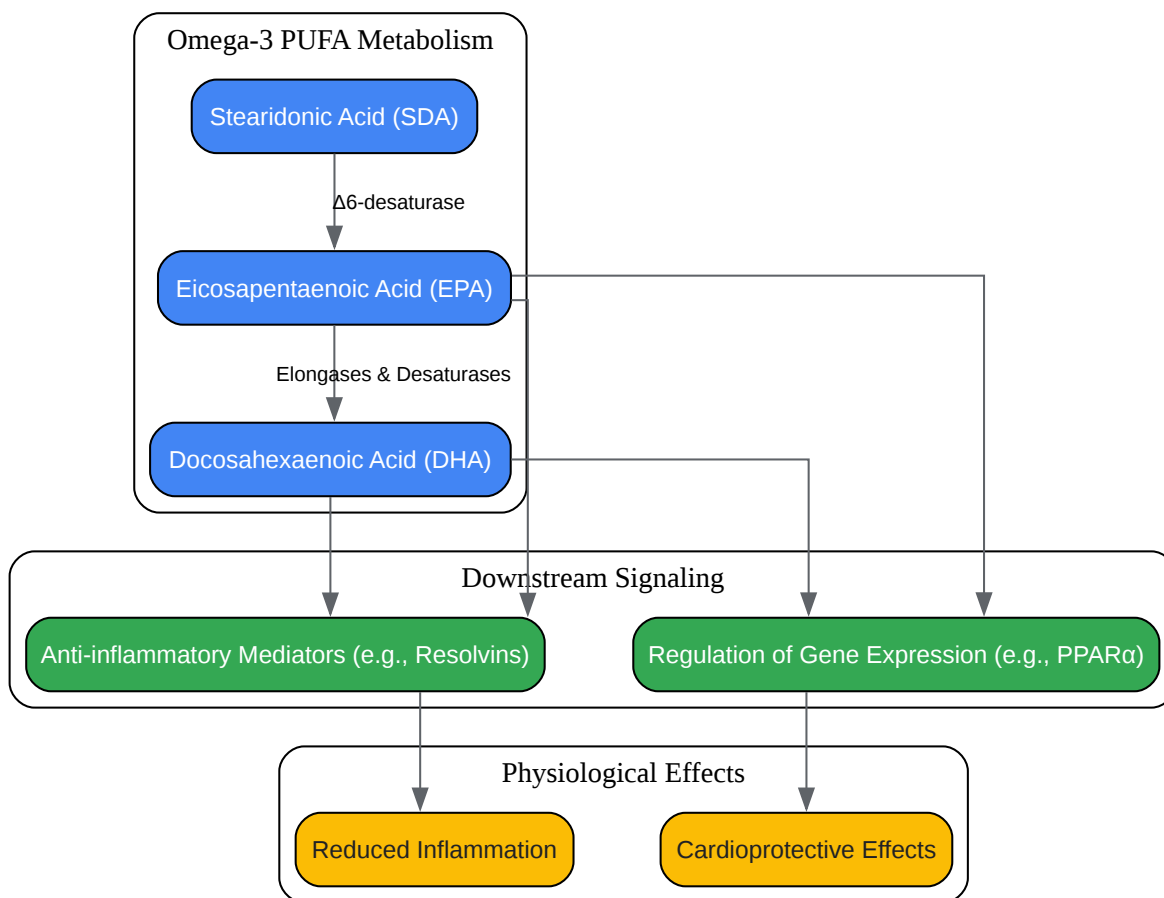 Omega-3 PUFA Metabolism
Stearidonic Acid (SDA)
Δ6-desaturase
Eicosapentaenoic Acid (EPA)
Elongases & Desaturases
Docosahexaenoic Acid (DHA)
Downstream Signaling
Anti-inflammatory Mediators (e.g., Resolvins)
Regulation of Gene Expression (e.g., PPARα)
Physiological Effects
Reduced Inflammation
Cardioprotective Effects